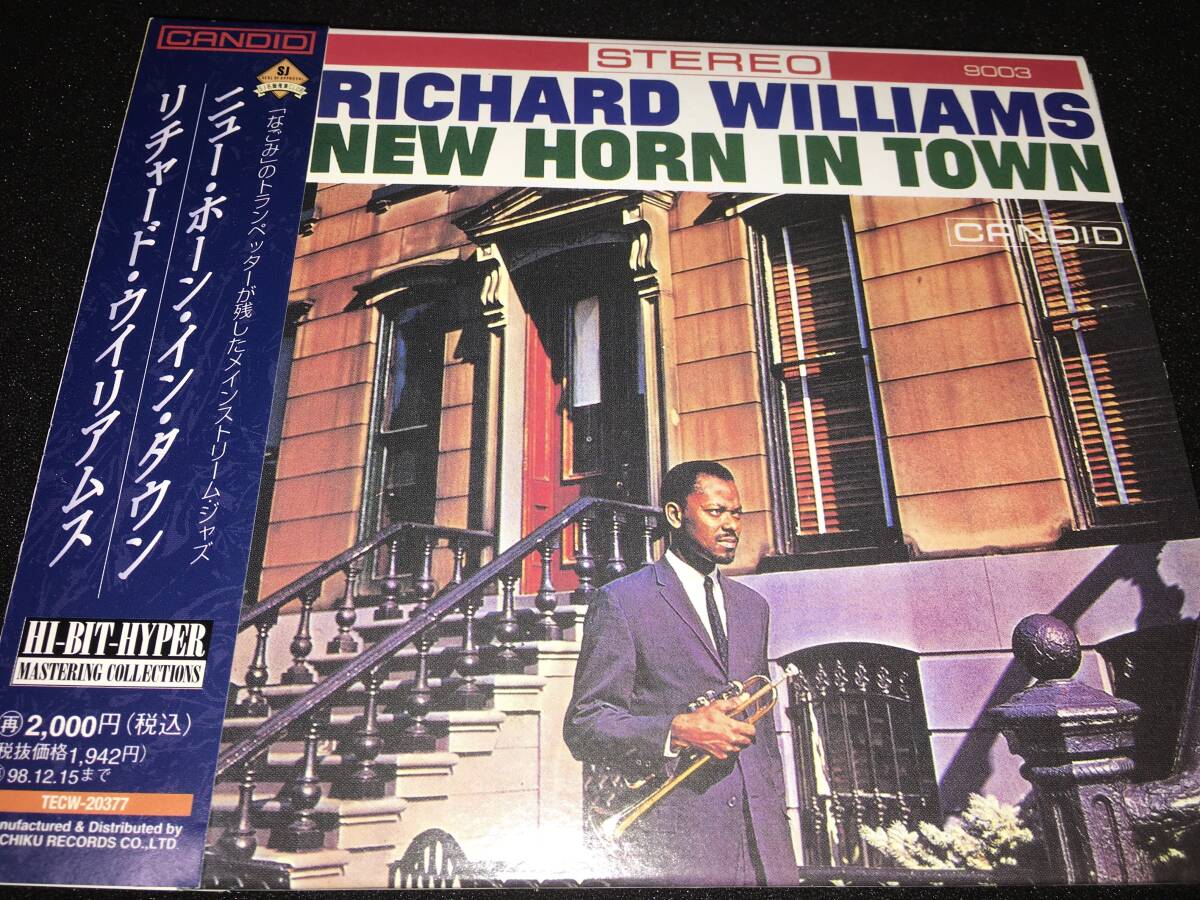 CANDID
SJ
「なごみ」のトランペッターが残したメインストリーム・ジャズ
ニュー・ホーン・イン・タウン
リチャード・ウイリアムス
HI-BIT-HYPER
MASTERING COLLECTIONS
再 2,000円(税込)
税抜価格1,942円)
98.12.15まで
TECW-20377
nufactured & Distributed by
CHIKU RECORDS CO.,LTD.
STEREO
9003
RICHARD WILLIAMS
NEW HORN IN TOWN
CANDID